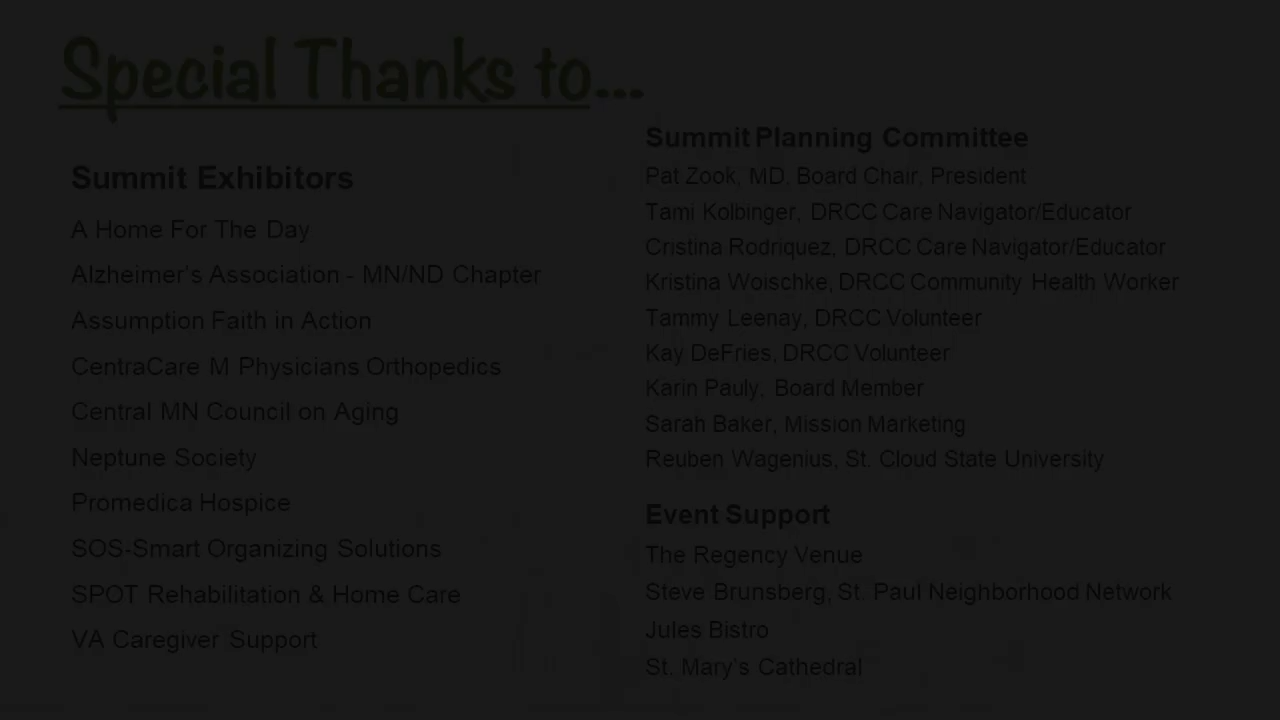 Special Thanks to...
Summit Exhibitors
A Home For The Day
Alzheimer's Association - MN/ND Chapter
Assumption Faith in Action
CentraCare M Physicians Orthopedics
Central MN Council on Aging
Neptune Society
Promedica Hospice
SOS-Smart Organizing Solutions
SPOT Rehabilitation & Home Care
VA Caregiver Support
Summit Planning Committee
Pat Zook, MD, Board Chair, President
Tami Kolbinger, DRCC Care Navigator/Educator
Cristina Rodriquez, DRCC Care Navigator/Educator
Kristina Woischke, DRCC Community Health Worker
Tammy Leenay, DRCC Volunteer
Kay DeFries, DRCC Volunteer
Karin Pauly, Board Member
Sarah Baker, Mission Marketing
Reuben Wagenius, St. Cloud State University
Event Support
The Regency Venue
Steve Brunsberg, St. Paul Neighborhood Network
Jules Bistro
St. Mary's Cathedral